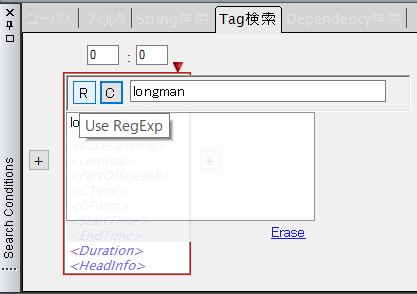 コーパス フィルタ String検索 Tag検索 Dependency検索
0 : 0
R C longman
lo
Use RegExp
<BaseLexeme>
<Lemma>
<PartOfSpeech>
<CType>
<CForm>
<StartTime>
<EndTime>
Erase
<Duration>
<HeadInfo>
+ +
Search Conditions